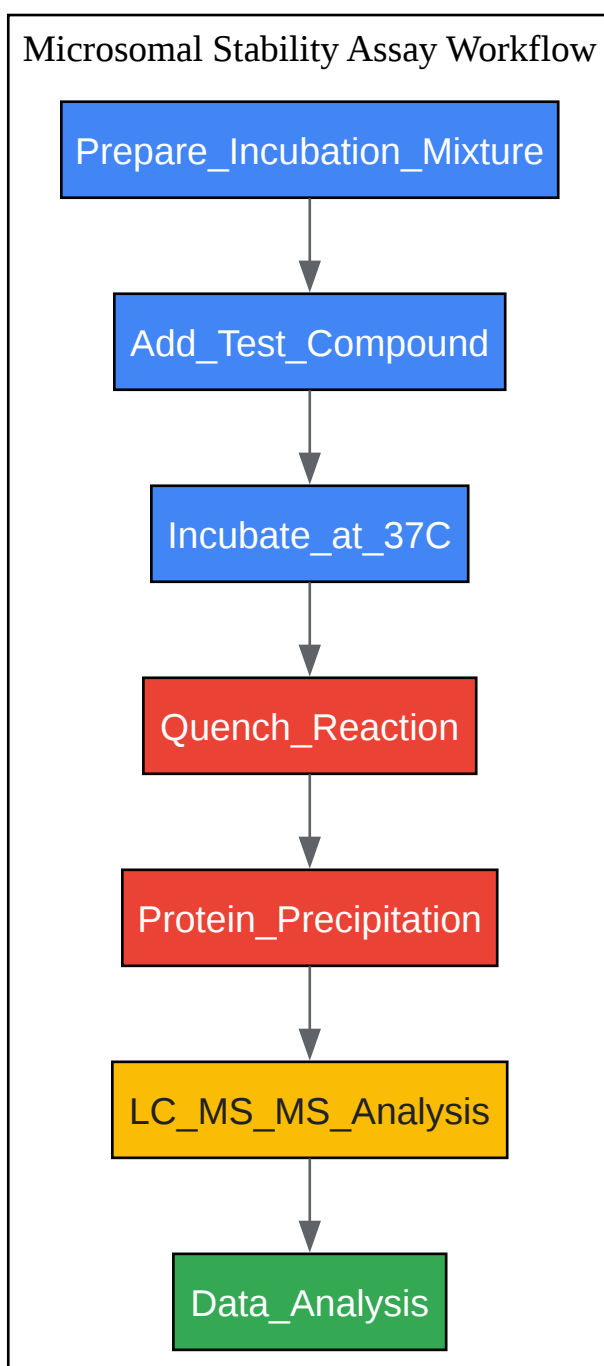 Microsomal Stability Assay Workflow
Prepare_Incubation_Mixture
Add_Test_Compound
Incubate_at_37C
Quench_Reaction
Protein_Precipitation
LC_MS_MS_Analysis
Data_Analysis